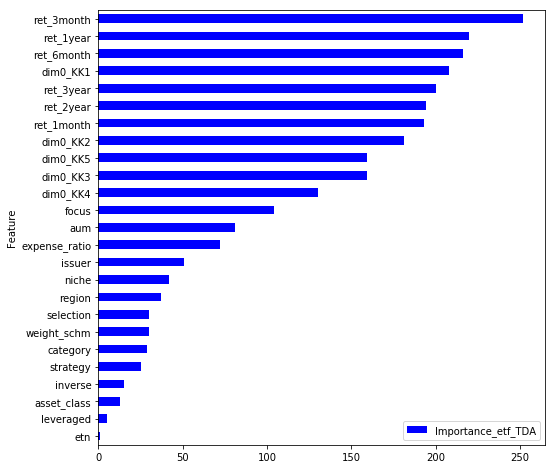 ret_3month
ret_1year
ret_6month
dim0_KK1
ret_3year
ret_2year
ret_1month
dim0_KK2
dim0_KK5
dim0_KK3
dim0_KK4
focus
aum
expense_ratio
issuer
niche
region
selection
weight_schm
category
strategy
inverse
asset_class
leveraged
etn
Feature
Importance_etf_TDA
0 50 100 150 200 250